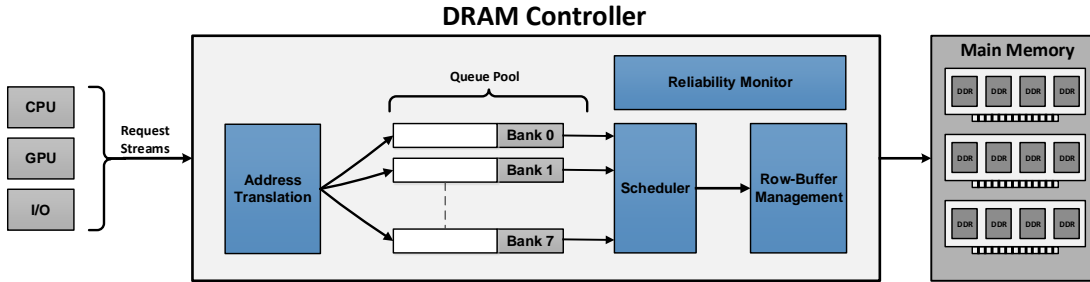 DRAM Controller
CPU
GPU
I/O
Request
Streams
Address
Translation
Queue Pool
Bank 0
Bank 1
Bank 7
Reliability Monitor
Scheduler
Row-Buffer
Management
Main Memory
DDR DDR DDR DDR
DDR DDR DDR DDR
DDR DDR DDR DDR